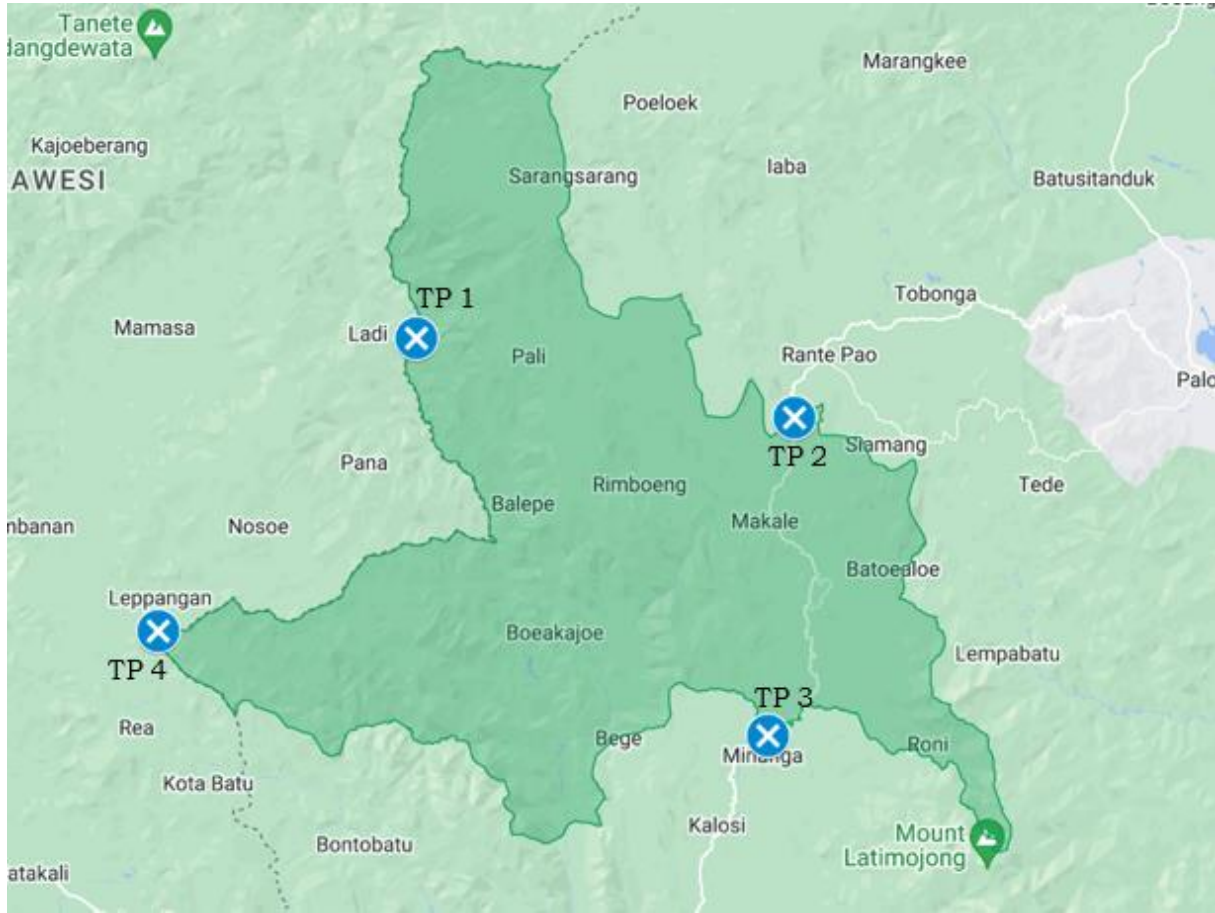 Tanete
dangdewata
Marangkee
Poeloek
Kajoeberang
AWESI
Sarangsarang
Iaba
Batusitanduk
TP 1
Tobonga
Mamasa
Ladi
Pali
Rante Pao
Palo
TP 2
Siamang
Pana
Rimboeng
Tede
Balepe
Makale
nbanan
Nosoe
Batoealoe
Leppangan
Boeakajoe
Lempabatu
TP 4
TP 3
Rea
Bege
Roni
Minanga
Kota Batu
Kalosi
Mount
Latimojong
Bontobatu
atakali